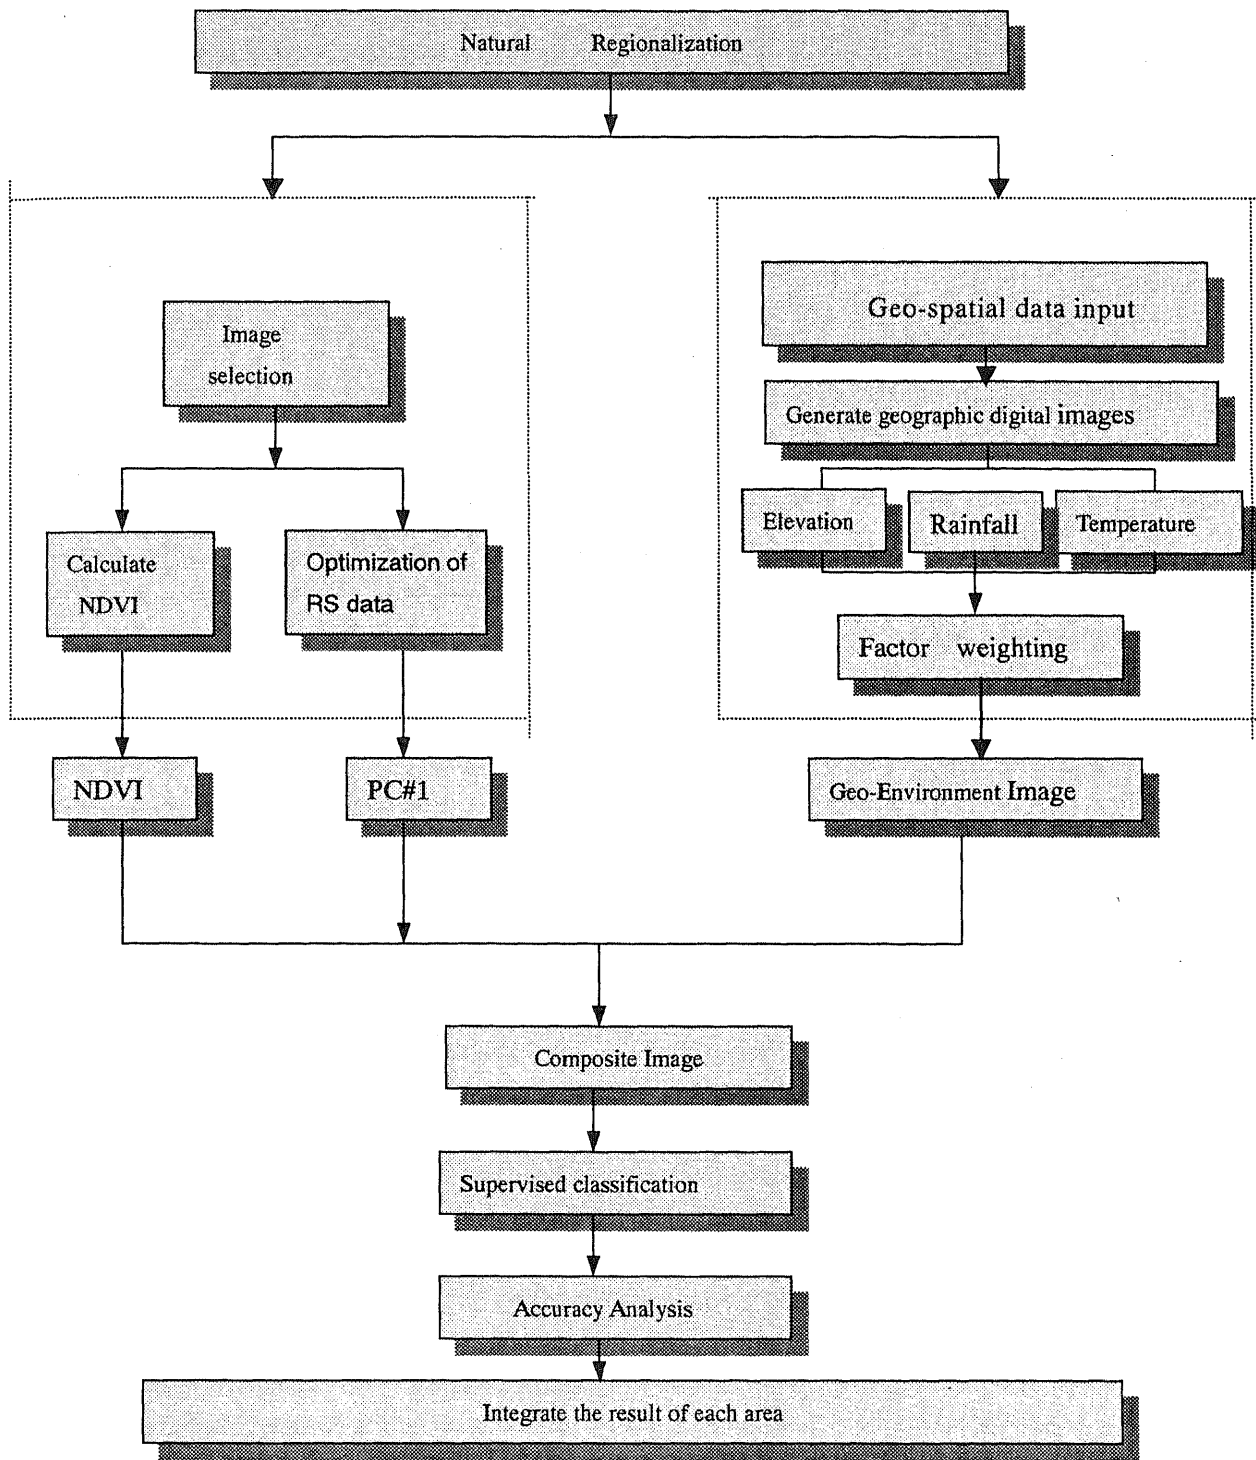 Natural Regionalization
Image
selection
Calculate
NDVI
Optimization of
RS data
Geo-spatial data input
Generate geographic digital images
Elevation
Rainfall
Temperature
Factor weighting
NDVI
PC#1
Geo-Environment Image
Composite Image
Supervised classification
Accuracy Analysis
Integrate the result of each area